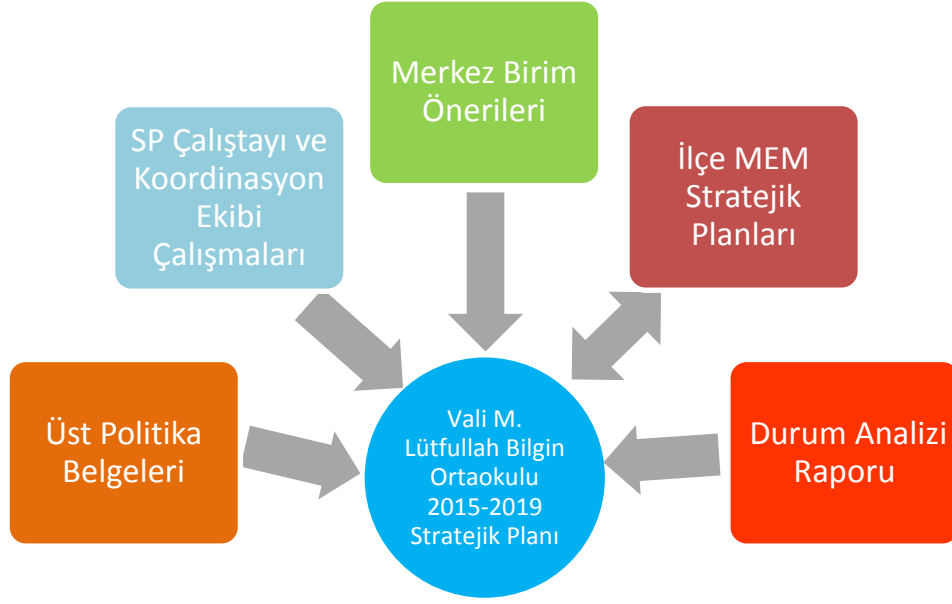 Merkez Birim
Önerileri
SP Çalıştayı ve
Koordinasyon
Ekibi
Çalışmaları
İlçe MEM
Stratejik
Planları
Üst Politika
Belgeleri
Vali M.
Lütfullah Bilgin
Ortaokulu
2015-2019
Stratejik Planı
Durum Analizi
Raporu